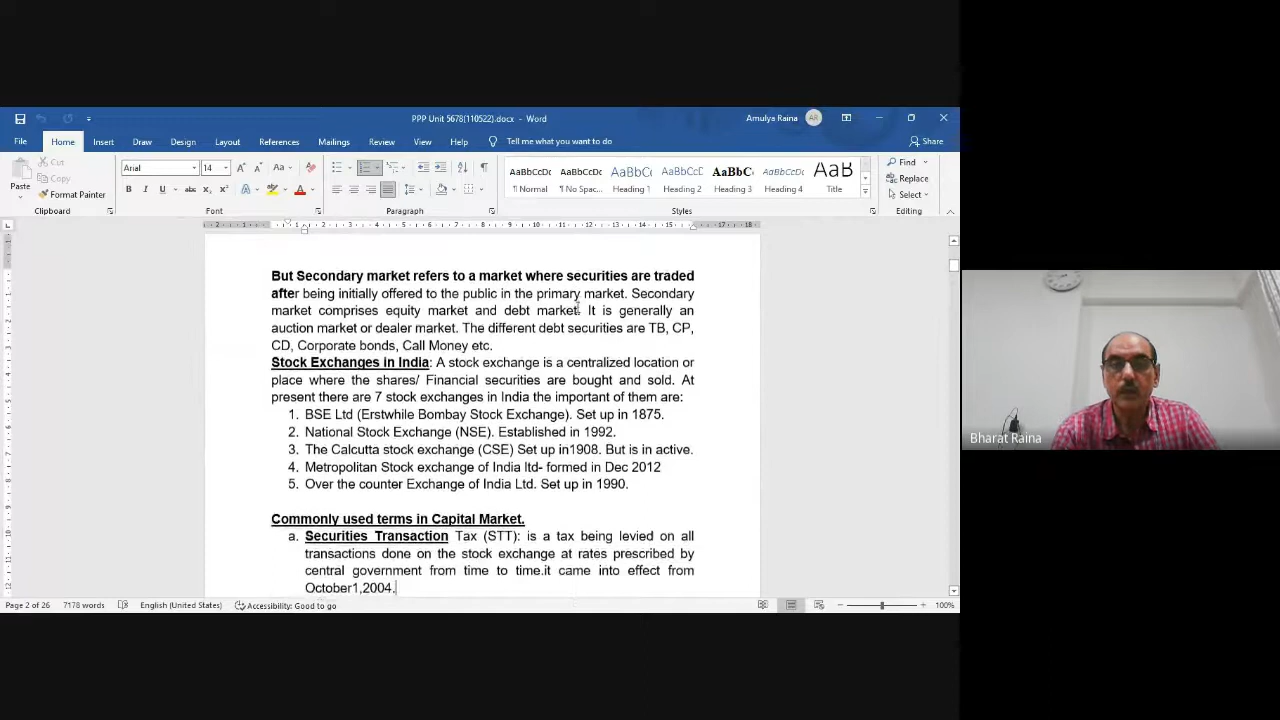 PPP Unit 5678(110522).docx - Word
Amulya Raina
AR
File Home Insert Draw Design Layout References Mailings Review View Help Tell me what you want to do Share
Paste
Cut
Copy
Format Painter
Clipboard
Arial 14
Font
Paragraph
AaBbCcDc AaBbCcDc AaBbCc AaBbCcD AaBbC AaBbCcD AaB
¶ Normal ¶ No Spac... Heading 1 Heading 2 Heading 3 Heading 4 Title
Styles
Find
Replace
Select
Editing
But Secondary market refers to a market where securities are traded
after being initially offered to the public in the primary market. Secondary
market comprises equity market and debt market. It is generally an
auction market or dealer market. The different debt securities are TB, CP,
CD, Corporate bonds, Call Money etc.
Stock Exchanges in India: A stock exchange is a centralized location or
place where the shares/ Financial securities are bought and sold. At
present there are 7 stock exchanges in India the important of them are:
1. BSE Ltd (Erstwhile Bombay Stock Exchange). Set up in 1875.
2. National Stock Exchange (NSE). Established in 1992.
3. The Calcutta stock exchange (CSE) Set up in1908. But is in active.
4. Metropolitan Stock exchange of India ltd- formed in Dec 2012
5. Over the counter Exchange of India Ltd. Set up in 1990.
Commonly used terms in Capital Market.
a. Securities Transaction Tax (STT): is a tax being levied on all
transactions done on the stock exchange at rates prescribed by
central government from time to time.it came into effect from
October1,2004.
Page 2 of 26 7178 words English (United States) Accessibility: Good to go 100%
Bharat Raina